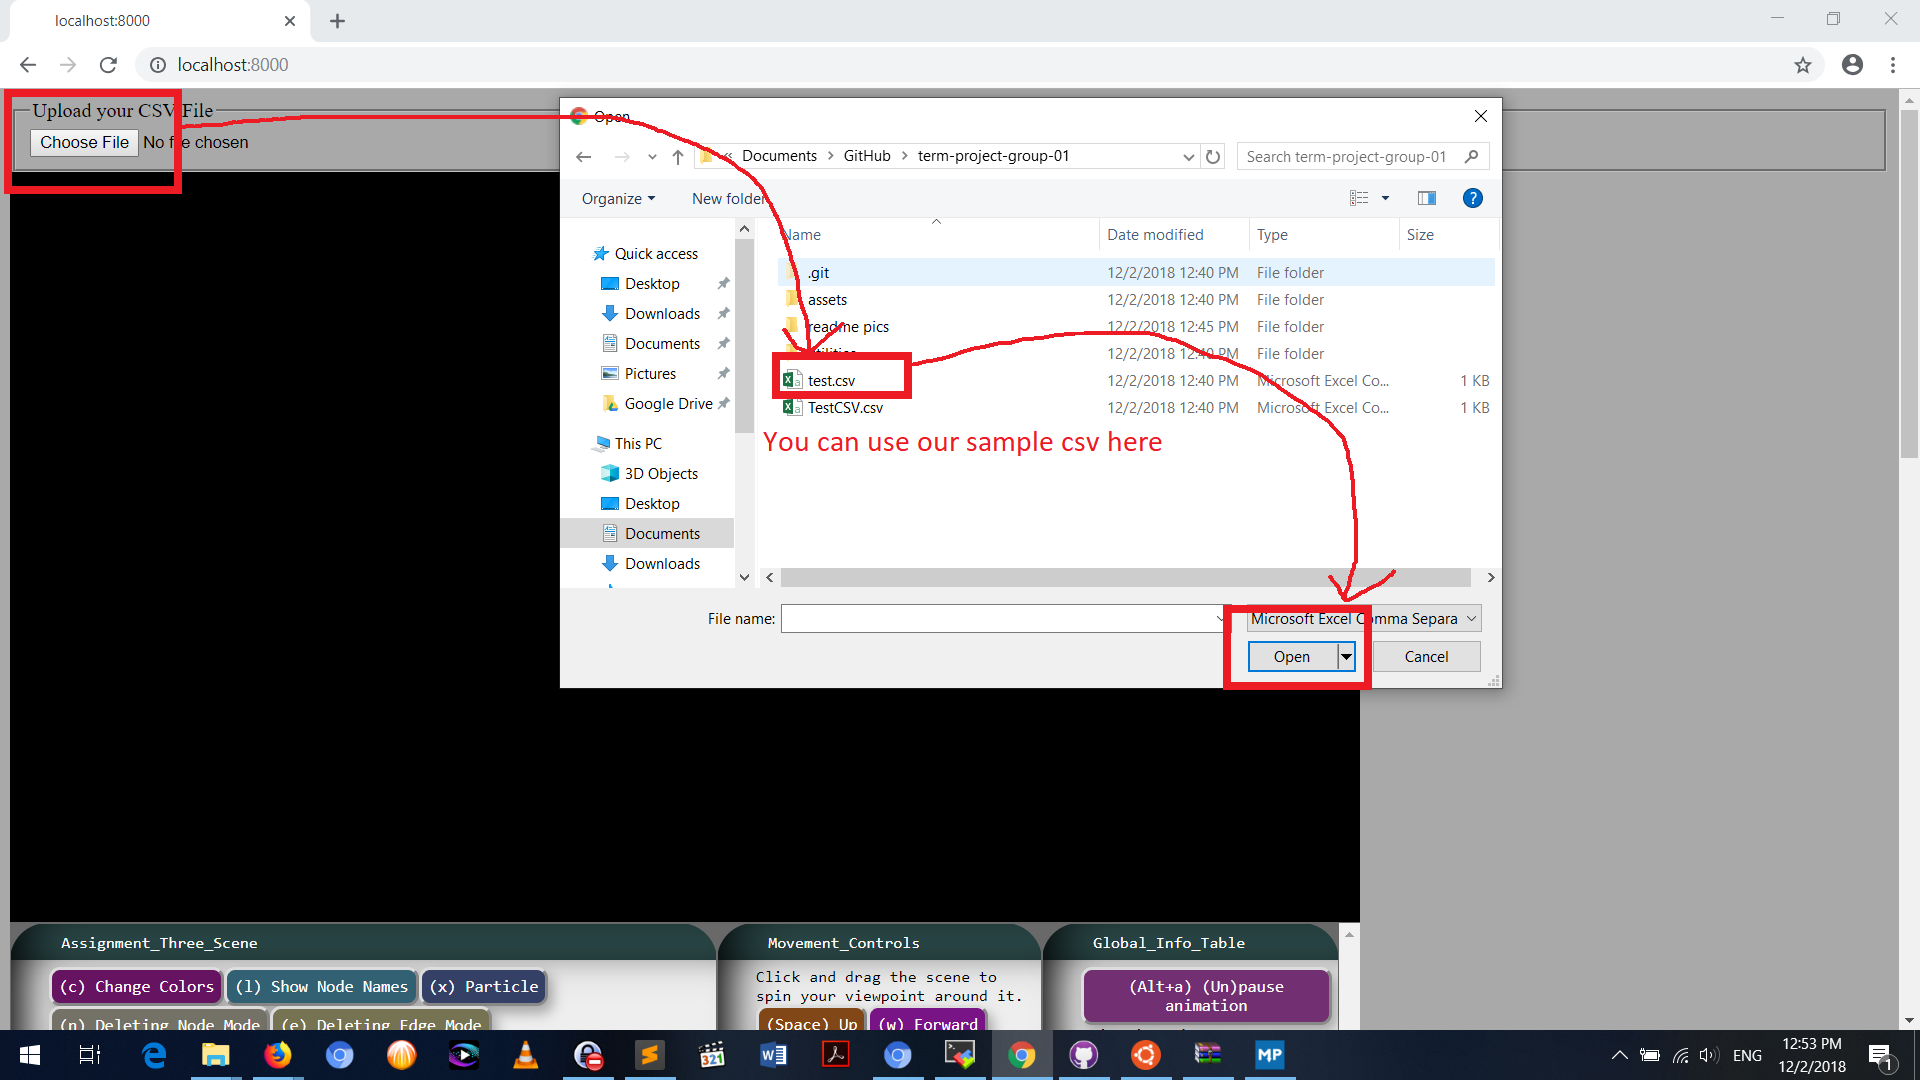 localhost:8000
localhost:8000
Upload your CSV File
Choose File No file chosen
Open
« Documents > GitHub > term-project-group-01
Search term-project-group-01
Organize New folder
Name Date modified Type Size
Quick access
Desktop
Downloads
Documents
Pictures
Google Drive
This PC
3D Objects
Desktop
Documents
Downloads
.git 12/2/2018 12:40 PM File folder
assets 12/2/2018 12:40 PM File folder
readme pics 12/2/2018 12:45 PM File folder
utilities 12/2/2018 12:40 PM File folder
test.csv 12/2/2018 12:40 PM Microsoft Excel Co... 1 KB
TestCSV.csv 12/2/2018 12:40 PM Microsoft Excel Co... 1 KB
You can use our sample csv here
File name:
Microsoft Excel Comma Separa
Open Cancel
Assignment_Three_Scene
(c) Change Colors (l) Show Node Names (x) Particle
(n) Deleting Node Mode (e) Deleting Edge Mode
Movement_Controls
Click and drag the scene to
spin your viewpoint around it.
(Space) Up (w) Forward
Global_Info_Table
(Alt+a) (Un)pause
animation
321
MP
ENG
12:53 PM
12/2/2018
1